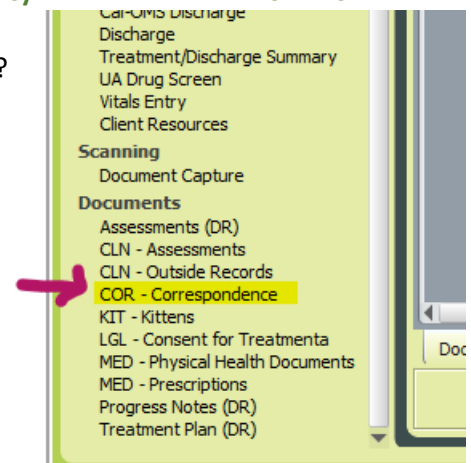 Cal-OMS Discharge
Discharge
Treatment/Discharge Summary
?
UA Drug Screen
Vitals Entry
Client Resources
Scanning
Document Capture
Documents
Assessments (DR)
CLN - Assessments
CLN - Outside Records
COR - Correspondence
KIT - Kittens
LGL - Consent for Treatmenta
MED - Physical Health Documents
Doc
MED - Prescriptions
Progress Notes (DR)
Treatment Plan (DR)